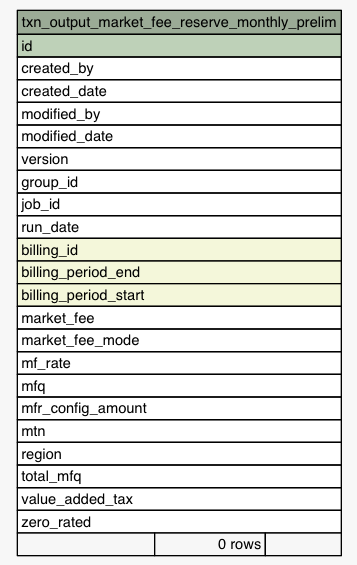 txn_output_market_fee_reserve_monthly_prelim
id
created_by
created_date
modified_by
modified_date
version
group_id
job_id
run_date
billing_id
billing_period_end
billing_period_start
market_fee
market_fee_mode
mf_rate
mfq
mfr_config_amount
mtn
region
total_mfq
value_added_tax
zero_rated
0 rows